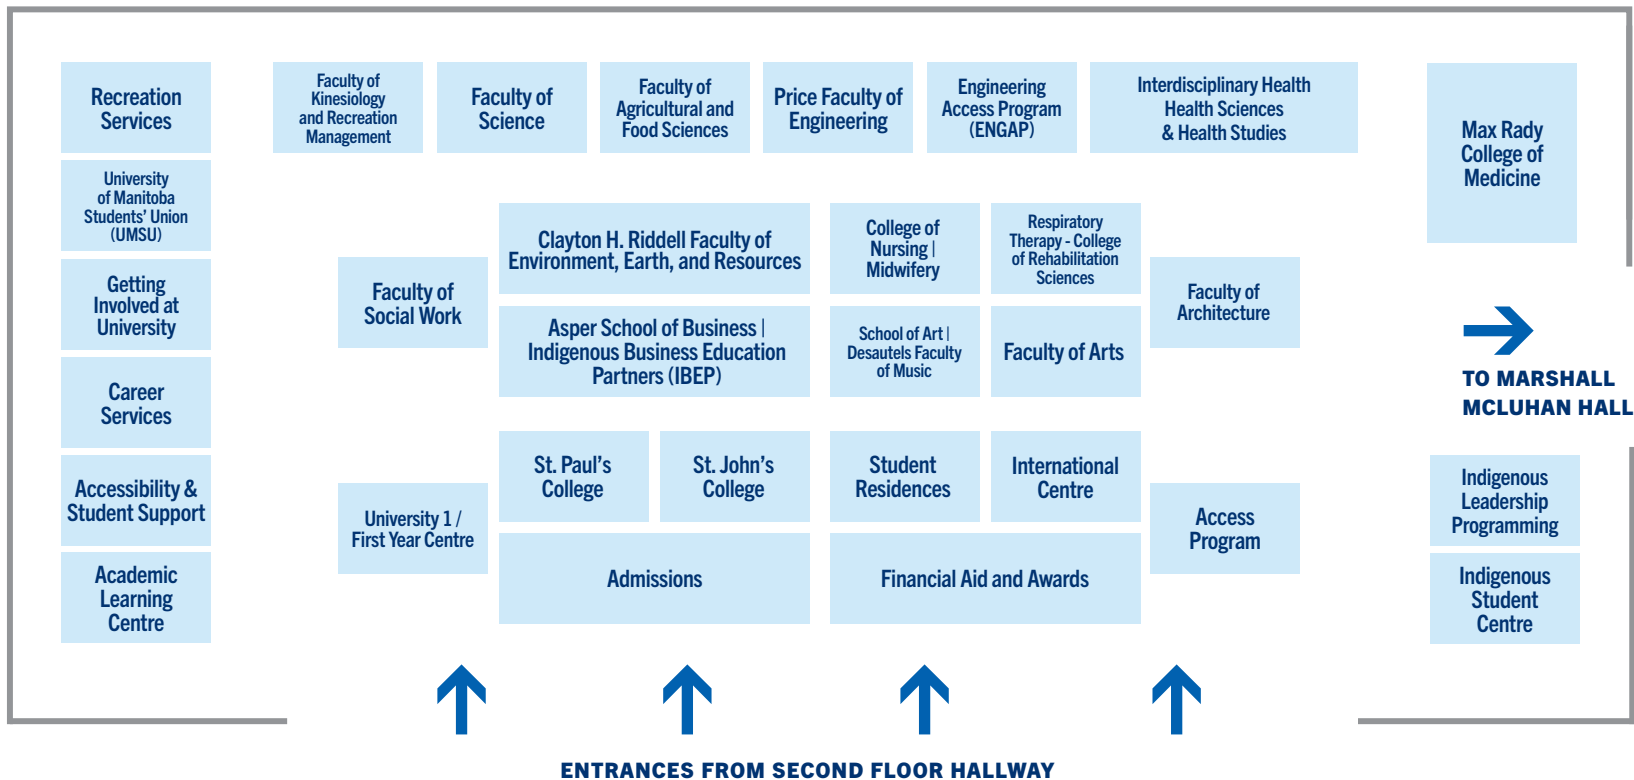 Recreation
Services
Faculty of
Kinesiology
and Recreation
Management
Faculty of
Science
Faculty of
Agricultural and
Food Sciences
Price Faculty of
Engineering
Engineering
Access Program
(ENGAP)
Interdisciplinary Health
Health Sciences
& Health Studies
Max Rady
College of
Medicine
University
of Manitoba
Students' Union
(UMSU)
Getting
Involved at
University
Career
Services
Accessibility &
Student Support
Academic
Learning
Centre
Faculty of
Social Work
Clayton H. Riddell Faculty of
Environment, Earth, and Resources
College of
Nursing |
Midwifery
Respiratory
Therapy - College
of Rehabilitation
Sciences
Faculty of
Architecture
Asper School of Business |
Indigenous Business Education
Partners (IBEP)
School of Art |
Desautels Faculty
of Music
Faculty of Arts
TO MARSHALL
MCLUHAN HALL
University 1 /
First Year Centre
St. Paul's
College
St. John's
College
Student
Residences
International
Centre
Access
Program
Admissions
Financial Aid and Awards
Indigenous
Leadership
Programming
Indigenous
Student
Centre
ENTRANCES FROM SECOND FLOOR HALLWAY